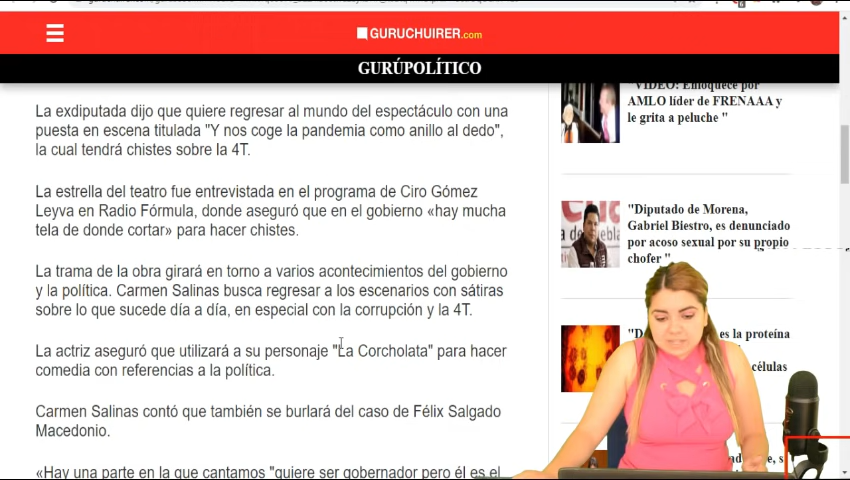 GURUCHUIRER.com
GURÚPOLÍTICO
La exdiputada dijo que quiere regresar al mundo del espectáculo con una
puesta en escena titulada "Y nos coge la pandemia como anillo al dedo",
la cual tendrá chistes sobre la 4T.
La estrella del teatro fue entrevistada en el programa de Ciro Gómez
Leyva en Radio Fórmula, donde aseguró que en el gobierno «hay mucha
tela de donde cortar» para hacer chistes.
La trama de la obra girará en torno a varios acontecimientos del gobierno
y la política. Carmen Salinas busca regresar a los escenarios con sátiras
sobre lo que sucede día a día, en especial con la corrupción y la 4T.
La actriz aseguró que utilizará a su personaje "La Corcholata" para hacer
comedia con referencias a la política.
Carmen Salinas contó que también se burlará del caso de Félix Salgado
Macedonio.
«Hay una parte en la que cantamos "quiere ser gobernador pero él es el
"VIDEO: Enloquece por
AMLO líder de FRENAAA y
le grita a peluche "
"Diputado de Morena,
Gabriel Biestro, es denunciado
por acoso sexual por su propio
chofer "
es la proteína
células